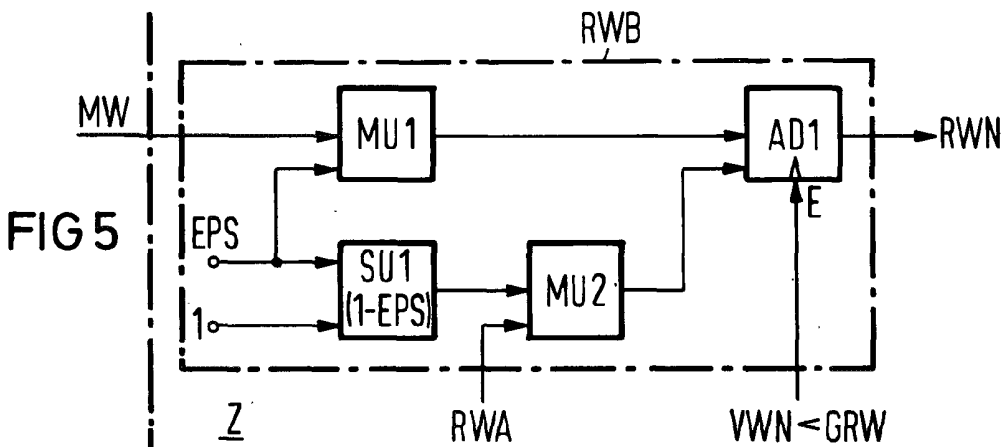 RWB
MW
MU1
AD1
RWN
E
FIG 5
EPS
SU1
(1-EPS)
MU2
1
Z
RWA
VWN < GRW